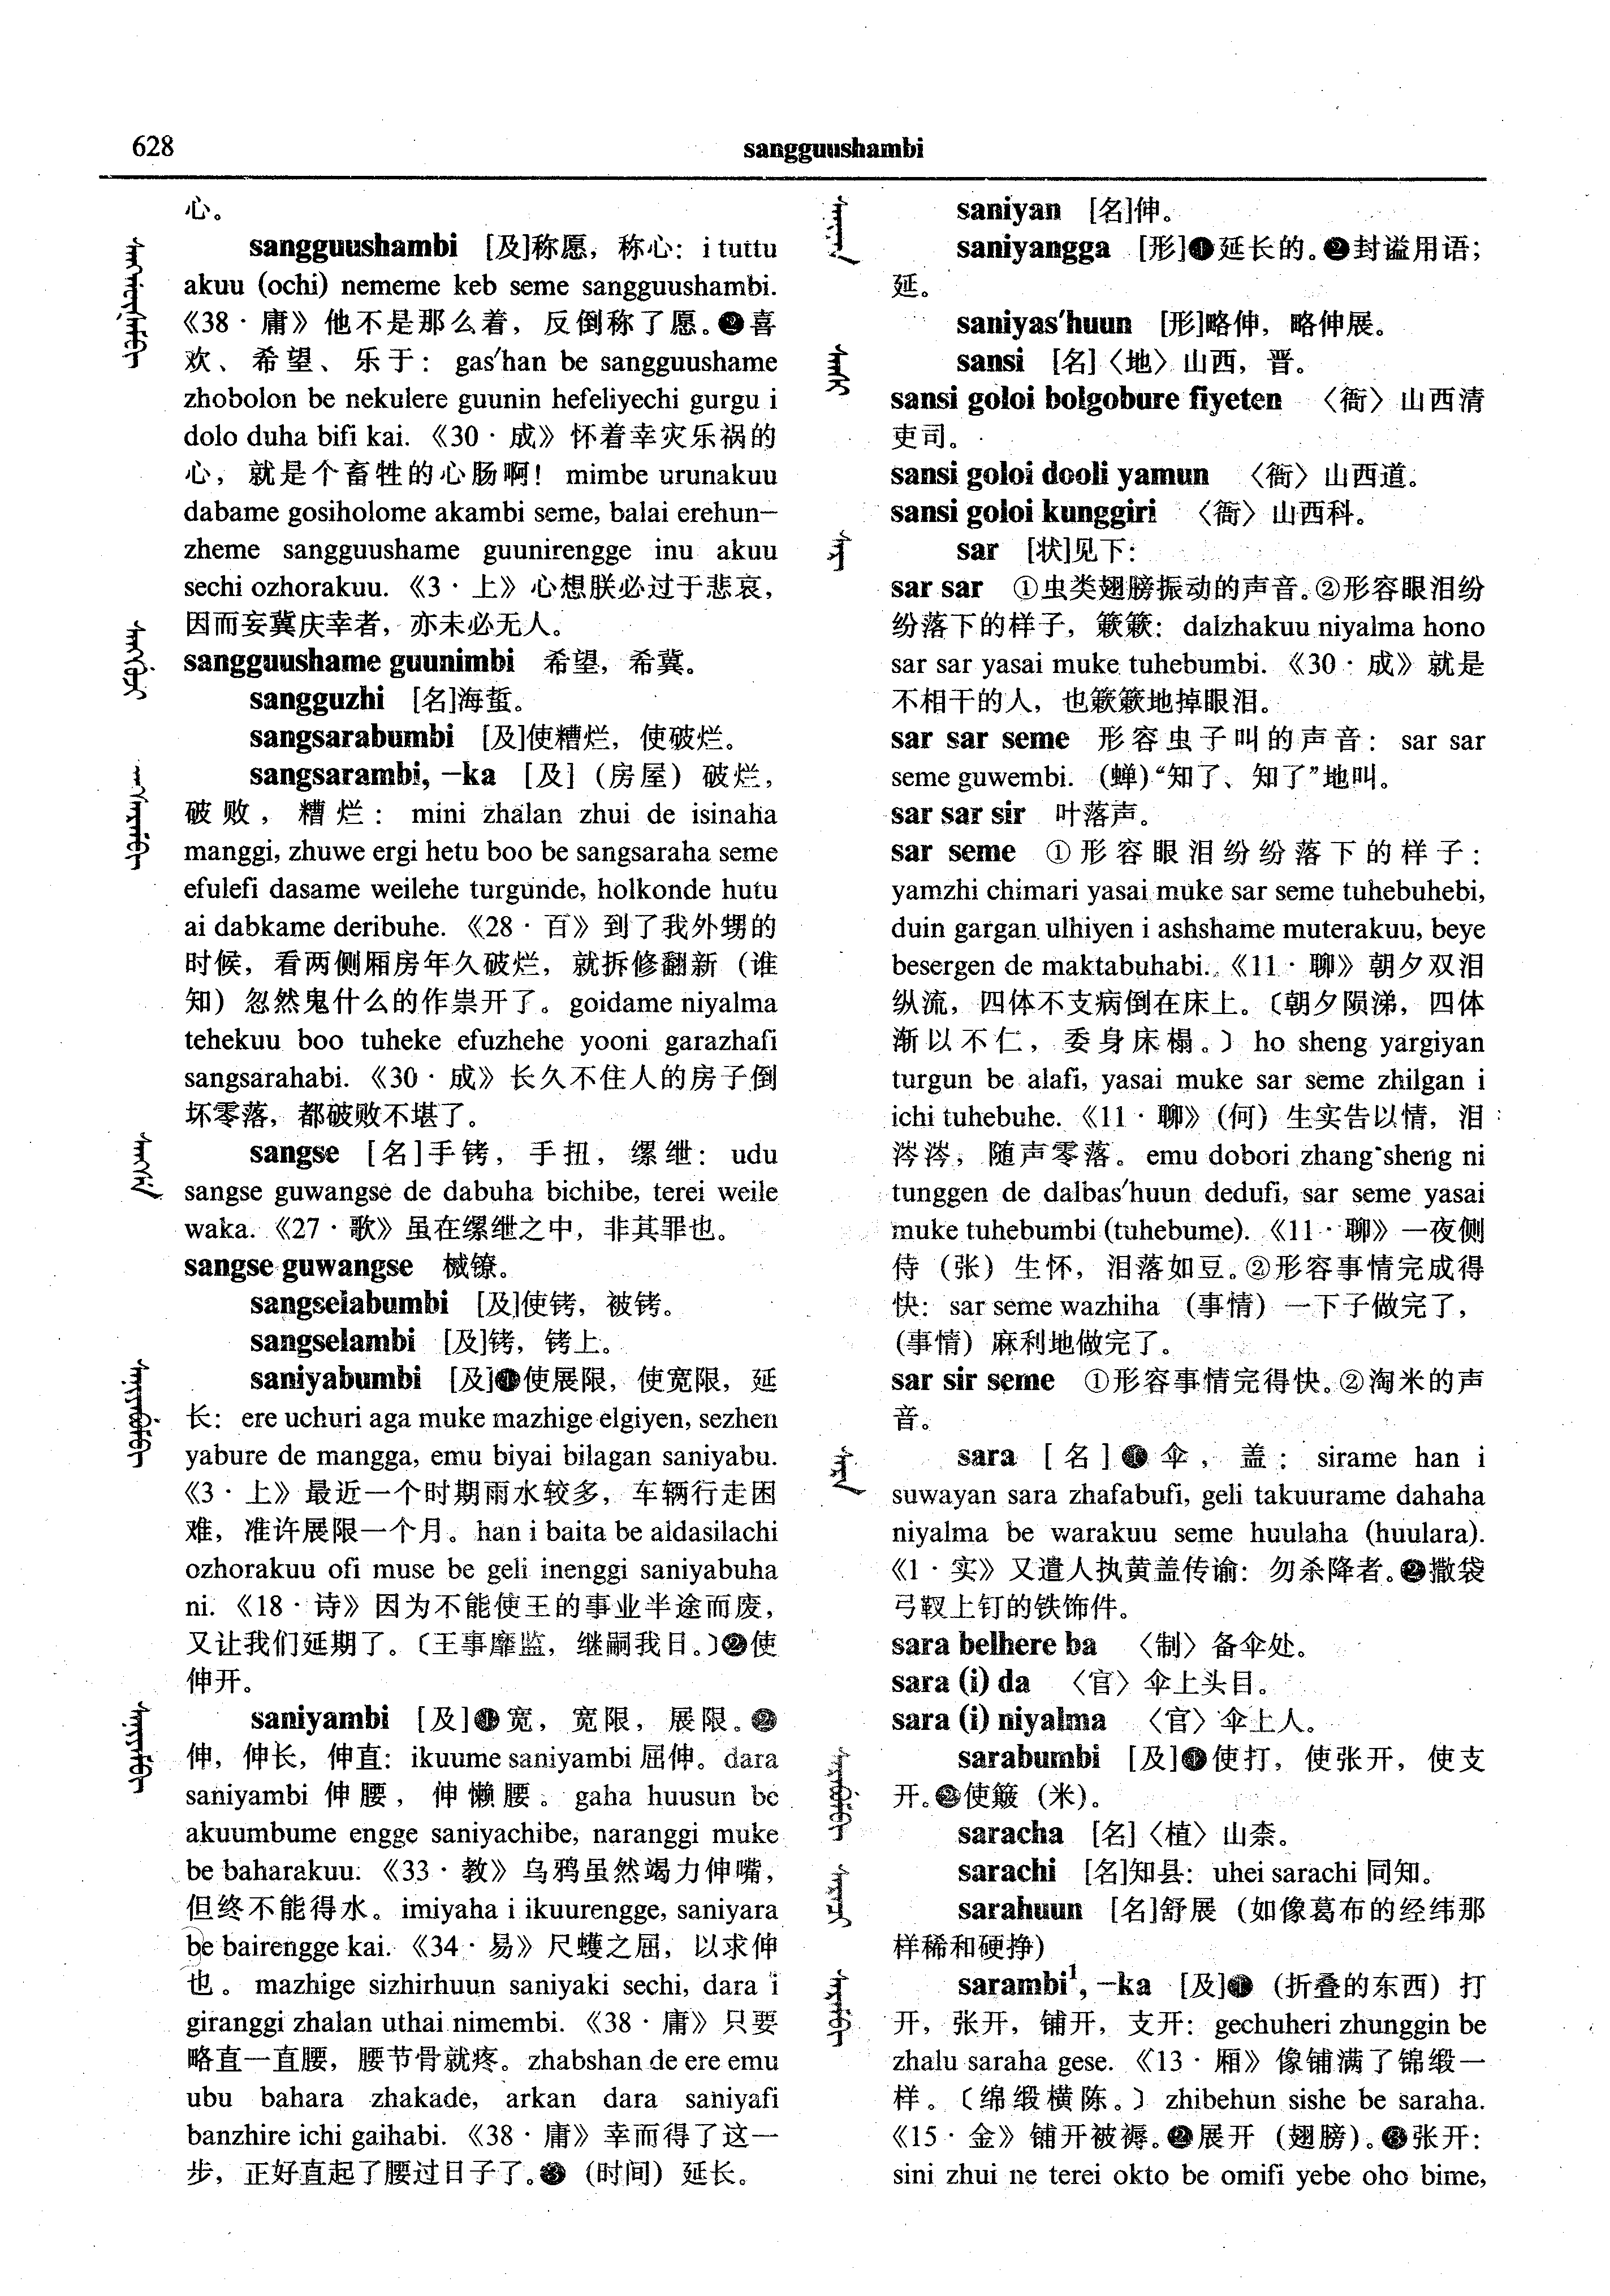 628
sangguushambi
心。
sangguushambi [及]称愿，称心：i tuttu
akuu (ochi) nememe keb seme sangguushambi.
《38·庸》他不是那么着，反倒称了愿。❷喜
欢、希望、乐于：gas'han be sangguushame
zhobolon be nekulere guunin hefeliyechi gurgu i
dolo duha bifi kai.《30·成》怀着幸灾乐祸的
心，就是个畜牲的心肠啊！mimbe urunakuu
dabame gosiholome akambi seme, balai erehun-
zheme sangguushame guunirengge inu akuu
sechi ozhorakuu.《3·上》心想朕必过于悲哀，
因而妄冀庆幸者，亦未必无人。
sangguushame guunimbi 希望，希冀。
sangguzhi [名]海蜇。
sangsarabumbi [及]使糟烂，使破烂。
sangsarambi, -ka [及]（房屋）破烂，
破败，糟烂：mini zhalan zhui de isinaha
manggi, zhuwe ergi hetu boo be sangsaraha seme
efulefi dasame weilehe turgunde, holkonde hutu
ai dabkame deribuhe.《28·百》到了我外甥的
时候，看两侧厢房年久破烂，就拆修翻新（谁
知）忽然鬼什么的作祟开了。goidame niyalma
tehekuu boo tuheke efuzhehe yooni garazhafi
sangsarahabi.《30·成》长久不住人的房子倒
坏零落，都破败不堪了。
sangse [名]手铐，手扭，缧绁：udu
sangse guwangse de dabuha bichibe, terei weile
waka.《27·歌》虽在缧绁之中，非其罪也。
sangse guwangse 械镣。
sangselabumbi [及]使铐，被铐。
sangselambi [及]铐，铐上。
saniyabumbi [及]❶使展限，使宽限，延
长：ere uchuri aga muke mazhige elgiyen, sezhen
yabure de mangga, emu biyai bilagan saniyabu.
《3·上》最近一个时期雨水较多，车辆行走困
难，准许展限一个月。han i baita be aldasilachi
ozhorakuu ofi muse be geli inenggi saniyabuha
ni.《18·诗》因为不能使王的事业半途而废，
又让我们延期了。〔王事靡监，继嗣我日。〕❷使
伸开。
saniyambi [及]❶宽，宽限，展限。❷
伸，伸长，伸直：ikuume saniyambi 屈伸。dara
saniyambi 伸腰，伸懒腰。gaha huusun be
akuumbume engge saniyachibe, naranggi muke
be baharakuu.《33·教》乌鸦虽然竭力伸嘴，
但终不能得水。imiyaha i ikuurengge, saniyara
be bairengge kai.《34·易》尺蠖之屈，以求伸
也。mazhige sizhirhuun saniyaki sechi, dara i
giranggi zhalan uthai nimembi.《38·庸》只要
略直一直腰，腰节骨就疼。zhabshan de ere emu
ubu bahara zhakade, arkan dara saniyafi
banzhire ichi gaihabi.《38·庸》幸而得了这一
步，正好直起了腰过日子了。❸（时间）延长。
saniyan [名]伸。
saniyangga [形]❶延长的。❷封谥用语；
延。
saniyas'huun [形]略伸，略伸展。
sansi [名]〈地〉山西，晋。
sansi goloi bolgobure fiyeten 〈衙〉山西清
吏司。
sansi goloi dooli yamun 〈衙〉山西道。
sansi goloi kunggiri 〈衙〉山西科。
sar [状]见下：
sar sar ①虫类翅膀振动的声音。②形容眼泪纷
纷落下的样子，簌簌：dalzhakuu niyalma hono
sar sar yasai muke tuhebumbi.《30·成》就是
不相干的人，也簌簌地掉眼泪。
sar sar seme 形容虫子叫的声音：sar sar
seme guwembi.（蝉）“知了、知了”地叫。
sar sar sir 叶落声。
sar seme ①形容眼泪纷纷落下的样子：
yamzhi chimari yasai muke sar seme tuhebuhebi,
duin gargan ulhiyen i ashshame muterakuu, beye
besergen de maktabuhabi.《11·聊》朝夕双泪
纵流，四体不支病倒在床上。〔朝夕陨涕，四体
渐以不仁，委身床榻。〕ho sheng yargiyan
turgun be alafi, yasai muke sar seme zhilgan i
ichi tuhebuhe.《11·聊》（何）生实告以情，泪
涔涔，随声零落。emu dobori zhang'sheng ni
tunggen de dalbas'huun dedufi, sar seme yasai
muke tuhebumbi (tuhebume).《11·聊》一夜侧
侍（张）生怀，泪落如豆。②形容事情完成得
快：sar seme wazhiha（事情）一下子做完了，
（事情）麻利地做完了。
sar sir seme ①形容事情完得快。②淘米的声
音。
sara [名]❶伞，盖：sirame han i
suwayan sara zhafabufi, geli takuurame dahaha
niyalma be warakuu seme huulaha (huulara).
《1·实》又遣人执黄盖传谕：勿杀降者。❷撒袋
弓靫上钉的铁饰件。
sara belhere ba 〈制〉备伞处。
sara (i) da 〈官〉伞上头目。
sara (i) niyalma 〈官〉伞上人。
sarabumbi [及]❶使打，使张开，使支
开。❷使簸（米）。
saracha [名]〈植〉山柰。
sarachi [名]知县：uhei sarachi 同知。
sarahuun [名]舒展（如像葛布的经纬那
样稀和硬挣）
sarambi¹, -ka [及]❶（折叠的东西）打
开，张开，铺开，支开：gechuheri zhunggin be
zhalu saraha gese.《13·厢》像铺满了锦缎一
样。〔绵缎横陈。〕zhibehun sishe be saraha.
《15·金》铺开被褥。❷展开（翅膀）。❸张开：
sini zhui ne terei okto be omifi yebe oho bime,